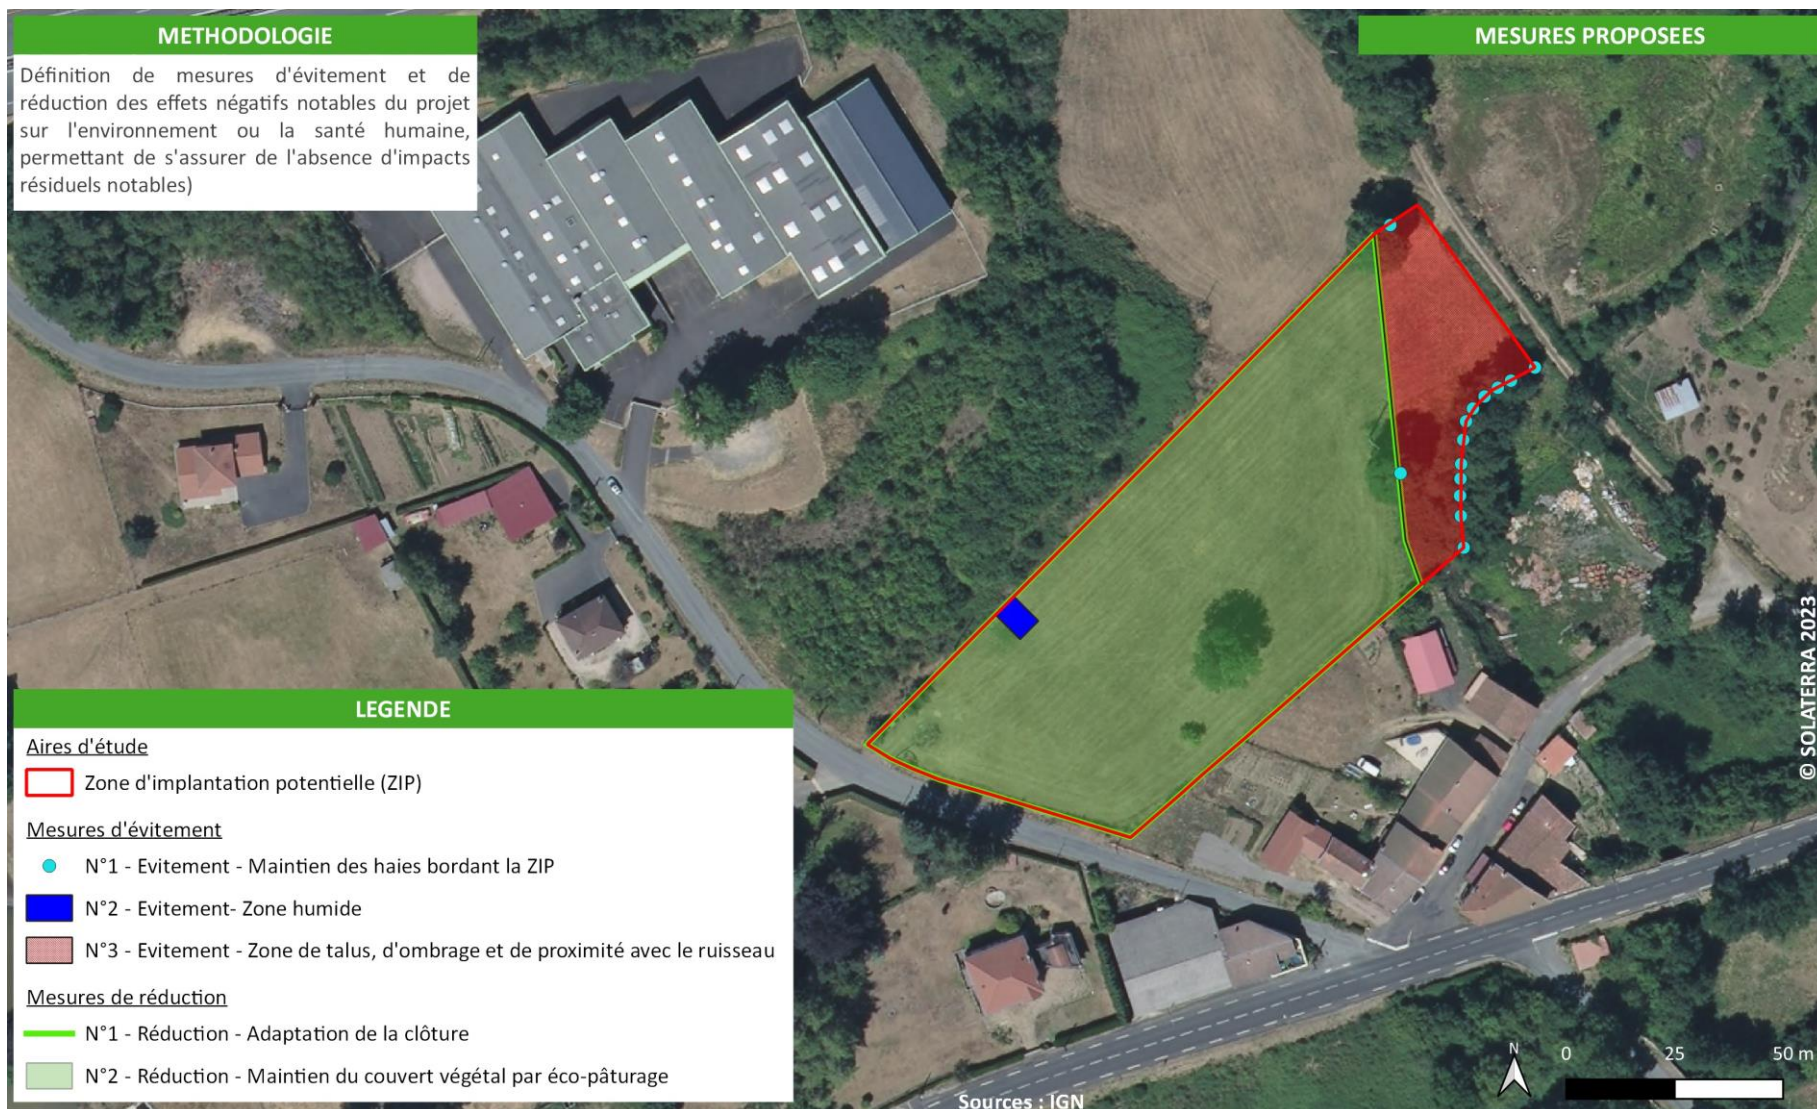 METHODOLOGIE
Définition de mesures d'évitement et de
réduction des effets négatifs notables du projet
sur l'environnement ou la santé humaine,
permettant de s'assurer de l'absence d'impacts
résiduels notables)
MESURES PROPOSEES
LEGENDE
Aires d'étude
Zone d'implantation potentielle (ZIP)
Mesures d'évitement
N°1 - Evitement - Maintien des haies bordant la ZIP
N°2 - Evitement- Zone humide
N°3 - Evitement - Zone de talus, d'ombrage et de proximité avec le ruisseau
Mesures de réduction
N°1 - Réduction - Adaptation de la clôture
N°2 - Réduction - Maintien du couvert végétal par éco-pâturage
© SOLATERRA 2023
N
0 25 50 m
Sources : IGN